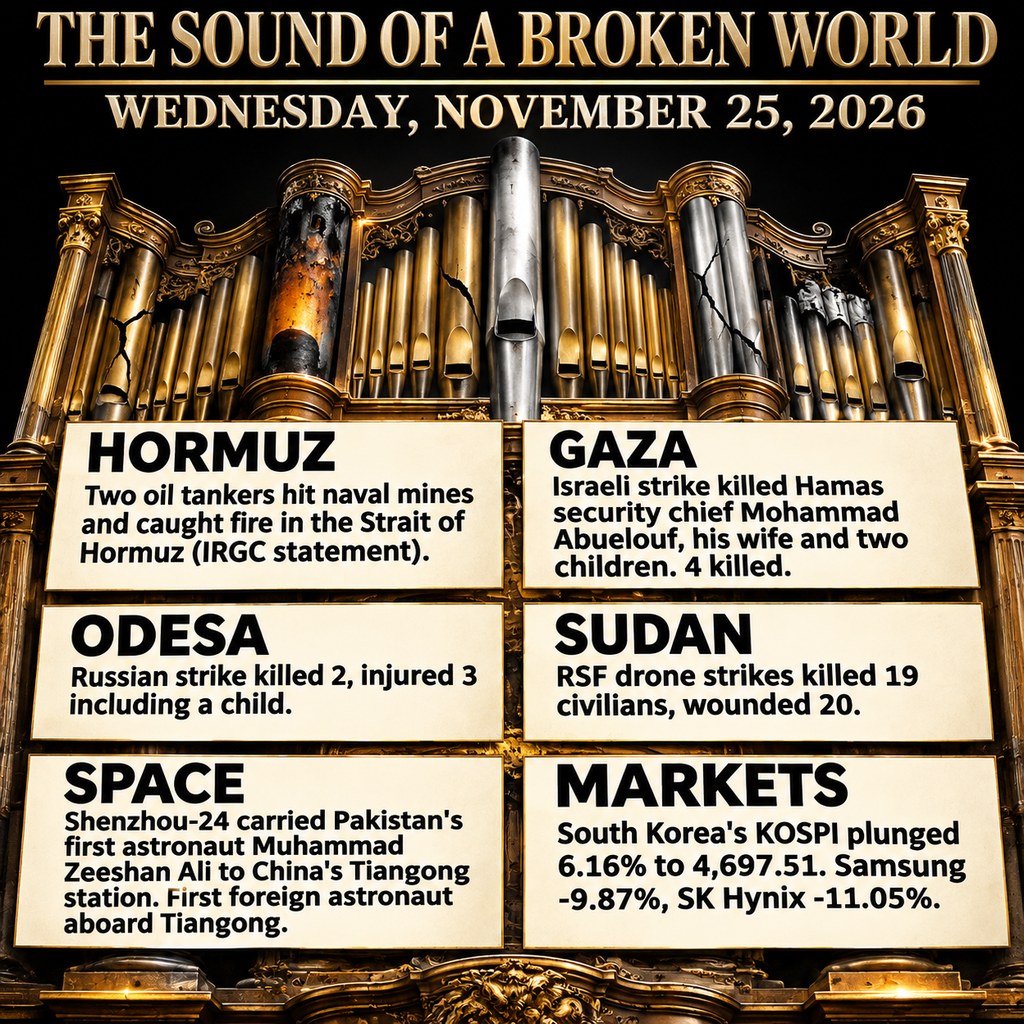 THE SOUND OF A BROKEN WORLD
WEDNESDAY, NOVEMBER 25, 2026
HORMUZ
Two oil tankers hit naval mines
and caught fire in the Strait of
Hormuz (IRGC statement).
GAZA
Israeli strike killed Hamas
security chief Mohammad
Abuelouf, his wife and two
children. 4 killed.
ODESA
Russian strike killed 2, injured 3
including a child.
SUDAN
RSF drone strikes killed 19
civilians, wounded 20.
SPACE
Shenzhou-24 carried Pakistan's
first astronaut Muhammad
Zeeshan Ali to China's Tiangong
station. First foreign astronaut
aboard Tiangong.
MARKETS
South Korea's KOSPI plunged
6.16% to 4,697.51. Samsung
-9.87%, SK Hynix -11.05%.